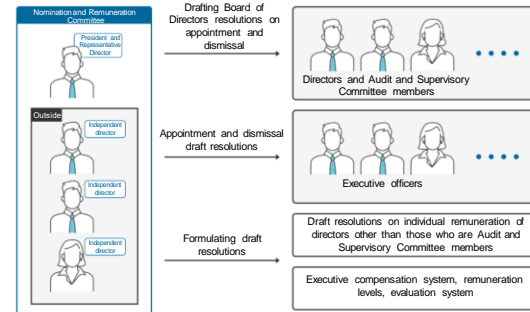 Nomination and Remuneration
Committee
President and
Representative
Director
Outside
Independent
director
Independent
director
Independent
director
Drafting Board of
Directors resolutions on
appointment and
dismissal
Directors and Audit and Supervisory
Committee members
Appointment and dismissal
draft resolutions
Executive officers
Formulating draft
resolutions
Draft resolutions on individual remuneration of
directors other than those who are Audit and
Supervisory Committee members
Executive compensation system, remuneration
levels, evaluation system